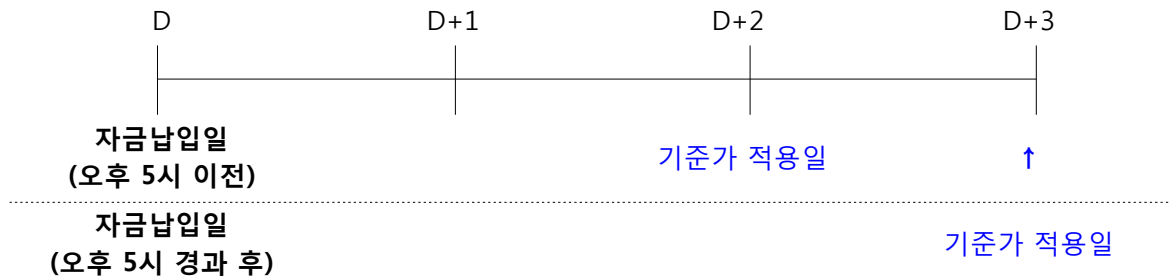 D D+1 D+2 D+3
자금납입일
(오후 5시 이전)
기준가 적용일 ↑
자금납입일
(오후 5시 경과 후)
기준가 적용일